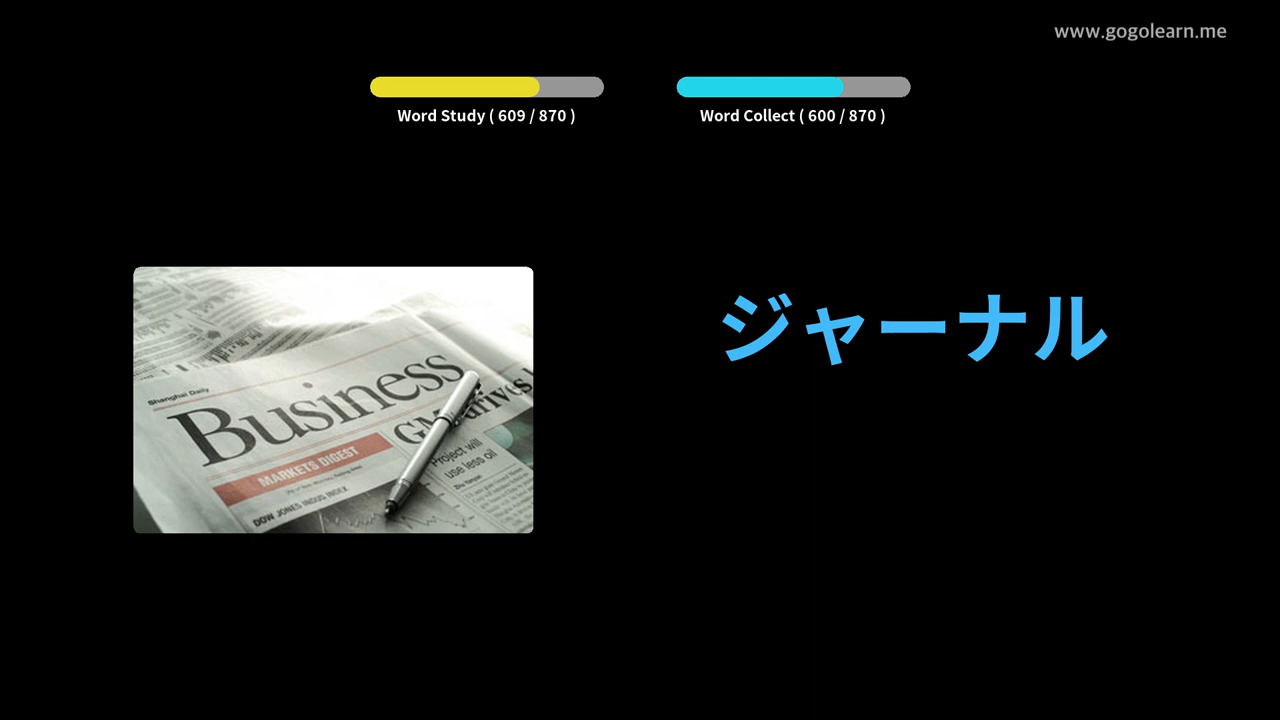 www.gogolearn.me
Word Study ( 609 / 870 )
Word Collect ( 600 / 870 )
ジャーナル
Shanghai Daily
Business
MARKETS DIGEST
DOW JONES INDUS INDEX
Project will
use less oil